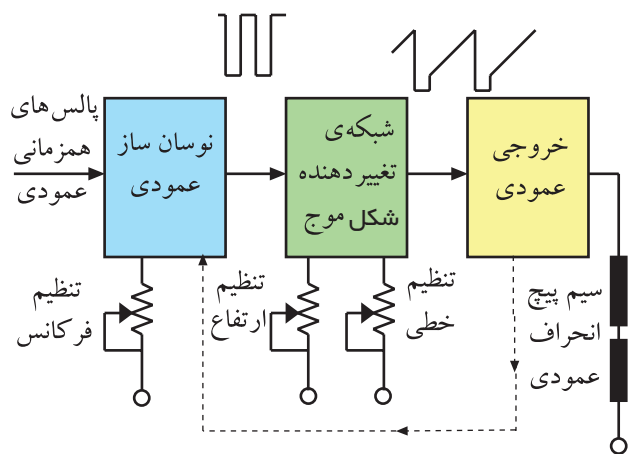 پالس‌های
همزمانی
عمودی
نوسان ساز
عمودی
شبکه‌ی
تغییر دهنده
شکل موج
خروجی
عمودی
تنظیم
فرکانس
تنظیم
ارتفاع
تنظیم
خطی
سیم پیچ
انحراف
عمودی